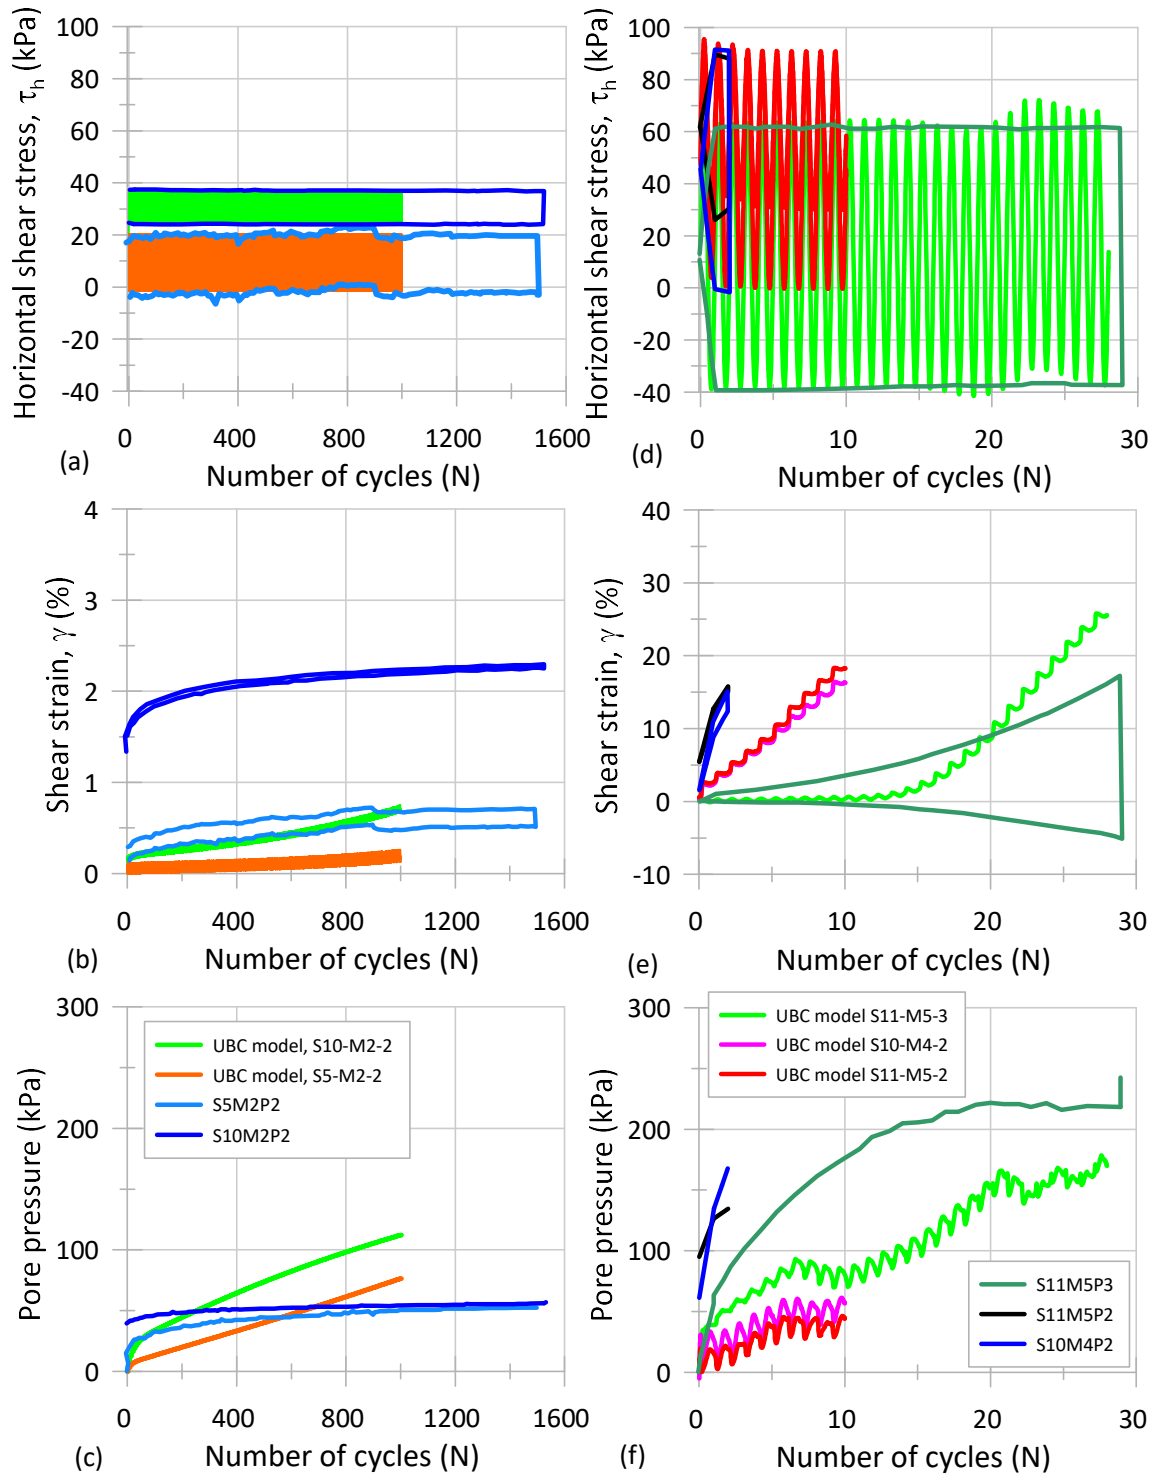 Horizontal shear stress, τh (kPa)
100
80
60
40
20
0
-20
-40
0
400
800
1200
1600
Number of cycles (N)
(a)
Horizontal shear stress, τh (kPa)
100
80
60
40
20
0
-20
-40
0
10
20
30
Number of cycles (N)
(d)
Shear strain, γ (%)
4
3
2
1
0
0
400
800
1200
1600
Number of cycles (N)
(b)
Shear strain, γ (%)
40
30
20
10
0
-10
0
10
20
30
Number of cycles (N)
(e)
Pore pressure (kPa)
300
200
100
0
UBC model, S10-M2-2
UBC model, S5-M2-2
S5M2P2
S10M2P2
0
400
800
1200
1600
Number of cycles (N)
(c)
Pore pressure (kPa)
300
200
100
0
UBC model S11-M5-3
UBC model S10-M4-2
UBC model S11-M5-2
S11M5P3
S11M5P2
S10M4P2
0
10
20
30
Number of cycles (N)
(f)